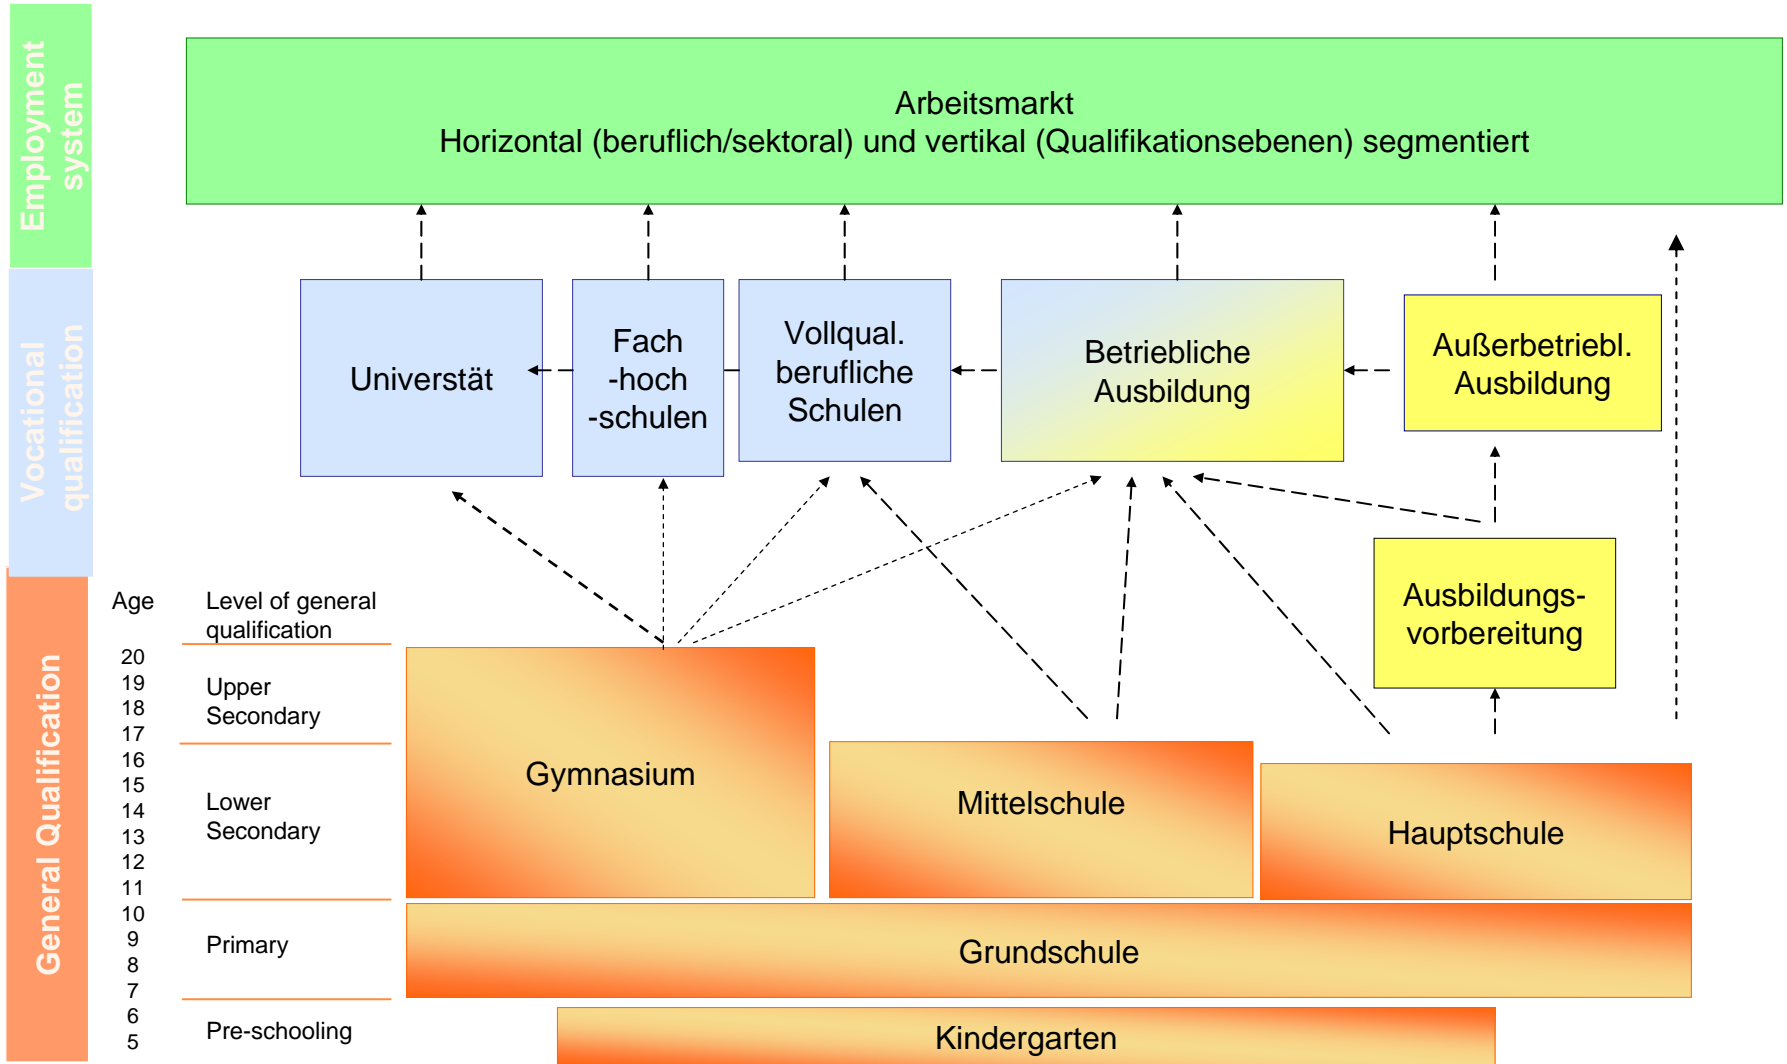 Employment
system
Arbeitsmarkt
Horizontal (beruflich/sektoral) und vertikal (Qualifikationsebenen) segmentiert
Vocational
qualification
Universtät
Fach
-hoch
-schulen
Vollqual.
berufliche
Schulen
Betriebliche
Ausbildung
Außerbetriebl.
Ausbildung
Ausbildungs-
vorbereitung
General Qualification
Age
Level of general
qualification
20
19
18
17
Upper
Secondary
16
15
14
13
12
11
Lower
Secondary
Gymnasium
Mittelschule
Hauptschule
10
9
8
7
Primary
Grundschule
6
5
Pre-schooling
Kindergarten